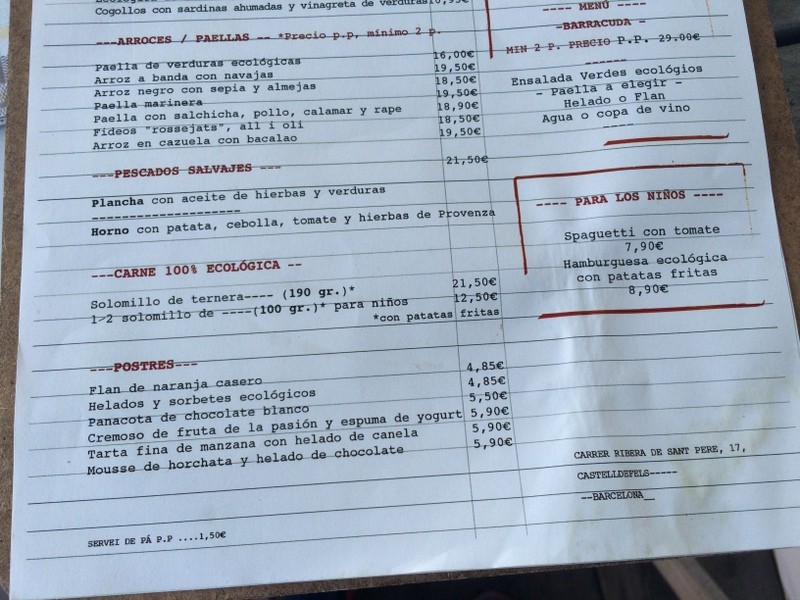 Cogollos con sardinas ahumadas y vinagreta de verduras
---ARROCES / PAELLAS -- *Precio p.p, mínimo 2 p.
Paella de verduras ecológicas 16,00€
Arroz a banda con navajas 19,50€
Arroz negro con sepia y almejas 18,50€
Paella marinera 19,50€
Paella con salchicha, pollo, calamar y rape 18,90€
Fideos "rossejats", all i oli 18,50€
Arroz en cazuela con bacalao 19,50€
---PESCADOS SALVAJES --- 21,50€
Plancha con aceite de hierbas y verduras
--------------------
Horno con patata, cebolla, tomate y hierbas de Provenza
---CARNE 100% ECOLÓGICA --
Solomillo de ternera---- (190 gr.)* 21,50€
1>2 solomillo de ----(100 gr.)* para niños 12,50€
*con patatas fritas
---POSTRES---
Flan de naranja casero 4,85€
Helados y sorbetes ecológicos 4,85€
Panacota de chocolate blanco 5,50€
Cremoso de fruta de la pasión y espuma de yogurt 5,90€
Tarta fina de manzana con helado de canela 5,90€
Mousse de horchata y helado de chocolate 5,90€
SERVEI DE PÀ P.P ....1,50€
---- MENÚ ----
-BARRACUDA -
MIN 2 P. PRECIO P.P. 29.00€
------
Ensalada Verdes ecológios
- Paella a elegir -
Helado o Flan
Agua o copa de vino
----
---- PARA LOS NIÑOS ----
Spaguetti con tomate
7,90€
Hamburguesa ecológica
con patatas fritas
8,90€
CARRER RIBERA DE SANT PERE, 17,
CASTELLDEFELS-----
--BARCELONA__